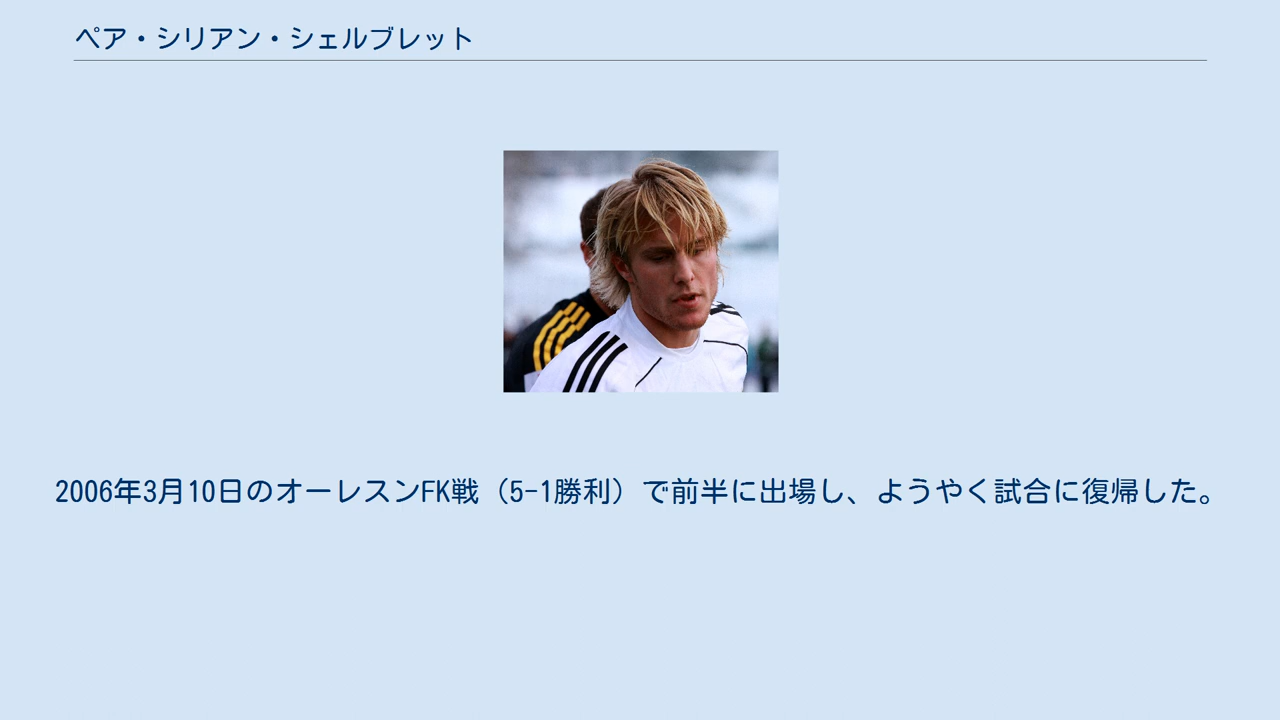 ペア・シリアン・シェルブレット
2006年3月10日のオーレスンFK戦（5-1勝利）で前半に出場し、ようやく試合に復帰した。